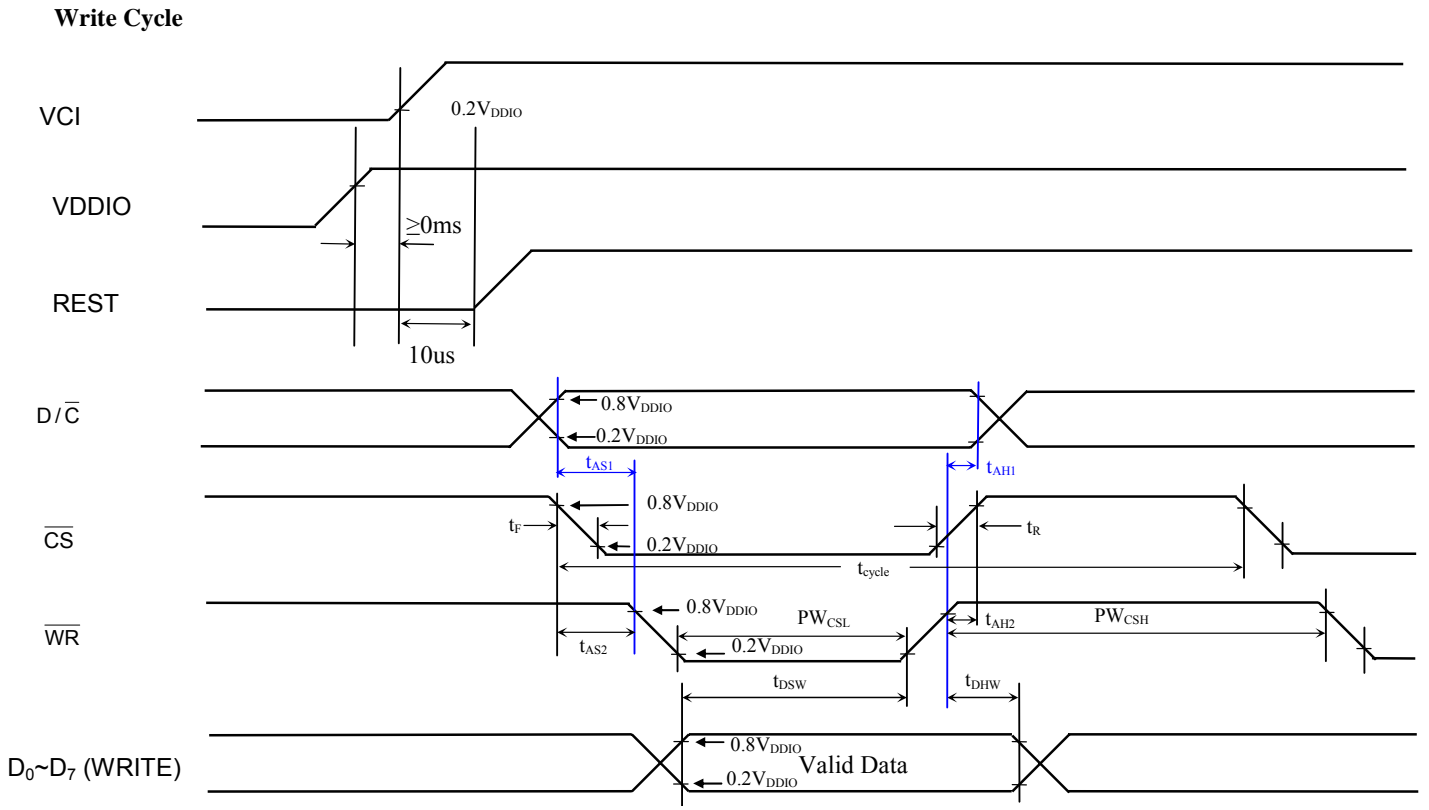 Write Cycle
VCI
0.2VDDIO
VDDIO
≥0ms
REST
10us
D/C̅
0.8VDDIO
0.2VDDIO
tAS1
tAH1
C̅S̅
0.8VDDIO
tF
tR
0.2VDDIO
tcycle
W̅R̅
0.8VDDIO
PWCSL
tAH2
PWCSH
tAS2
0.2VDDIO
tDSW
tDHW
D0~D7 (WRITE)
0.8VDDIO
Valid Data
0.2VDDIO